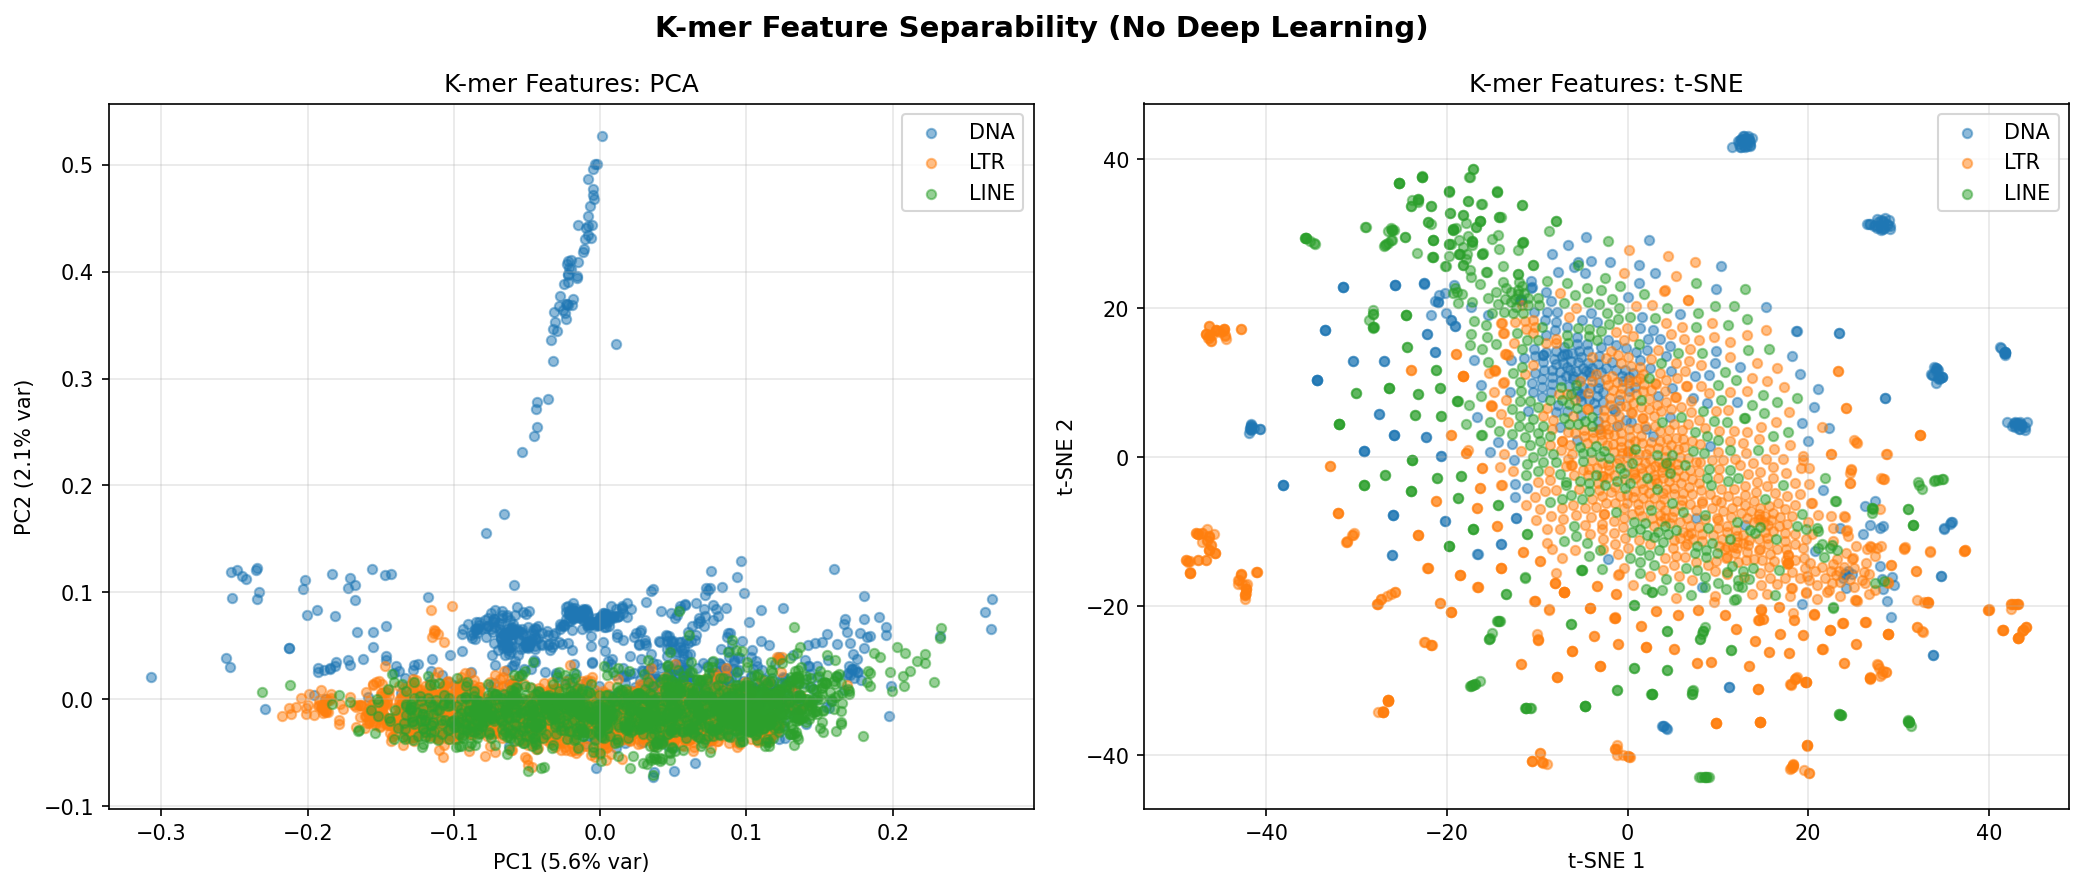 K-mer Feature Separability (No Deep Learning)
K-mer Features: PCA
DNA
LTR
LINE
0.5
0.4
0.3
0.2
0.1
0.0
−0.1
PC2 (2.1% var)
−0.3
−0.2
−0.1
0.0
0.1
0.2
PC1 (5.6% var)
K-mer Features: t-SNE
DNA
LTR
LINE
40
20
0
−20
−40
t-SNE 2
−40
−20
0
20
40
t-SNE 1